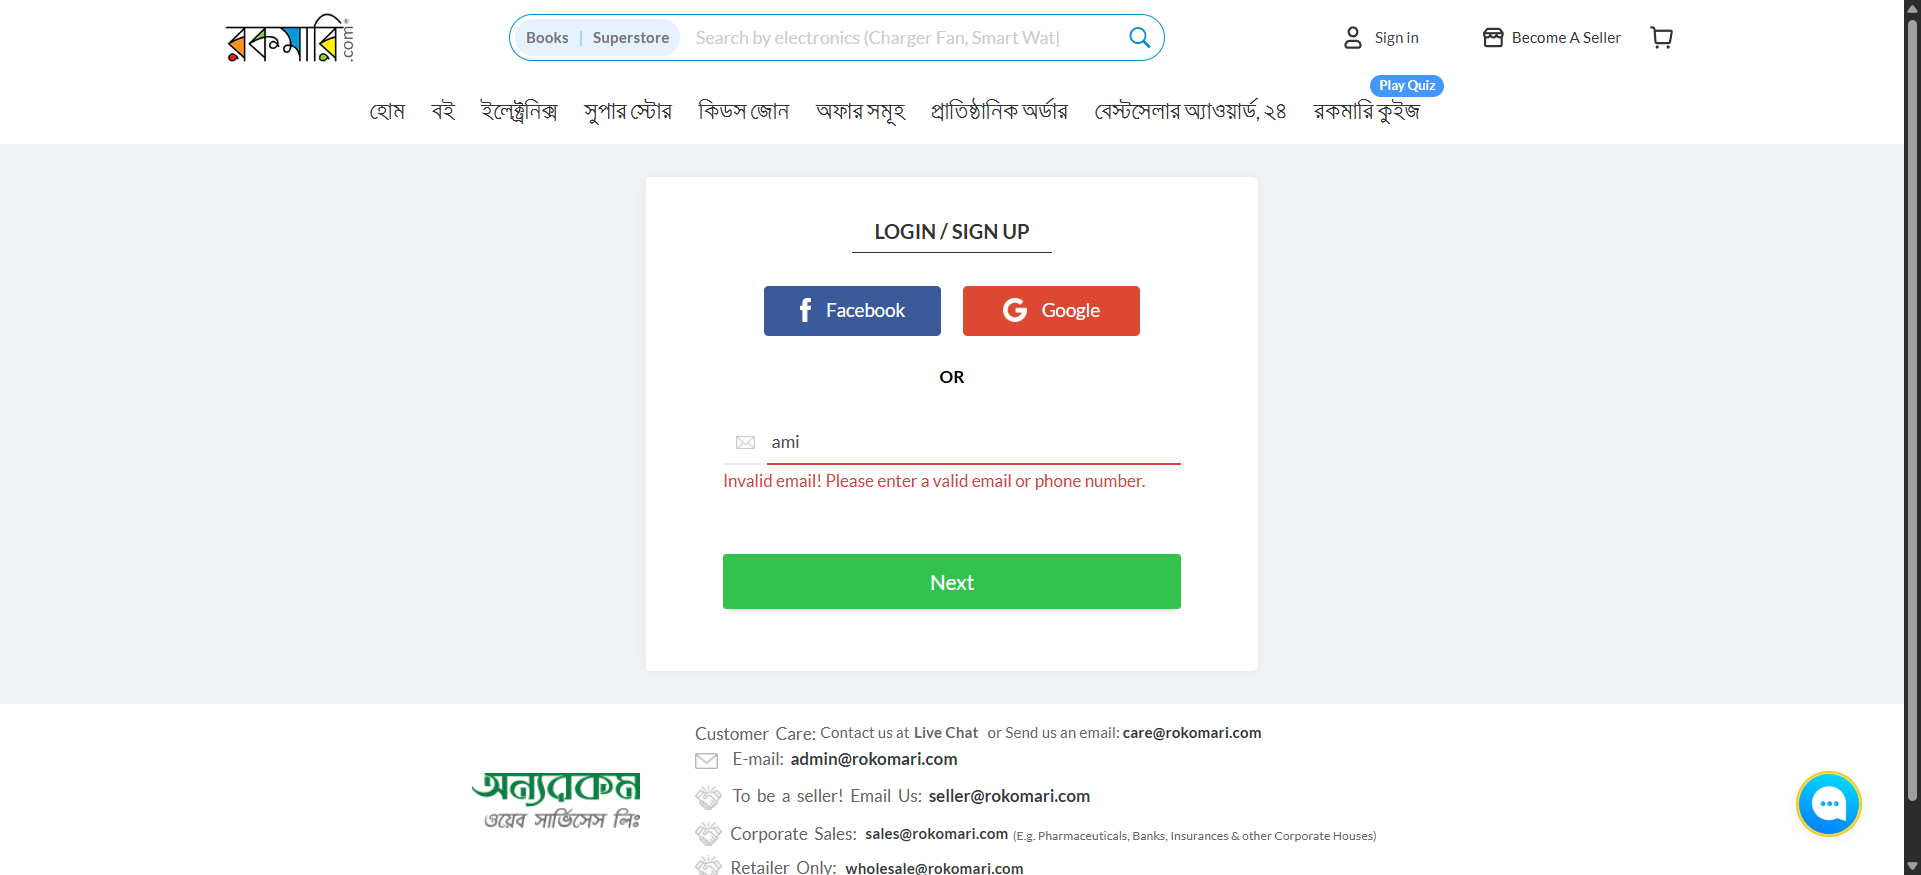 রকমারি.com
Books | Superstore
Search by electronics (Charger Fan, Smart Wat|
Sign in
Become A Seller
Play Quiz
হোম বই ইলেক্ট্রনিক্স সুপার স্টোর কিডস জোন অফার সমূহ প্রাতিষ্ঠানিক অর্ডার বেস্টসেলার অ্যাওয়ার্ড, ২৪ রকমারি কুইজ
LOGIN / SIGN UP
Facebook
Google
OR
ami
Invalid email! Please enter a valid email or phone number.
Next
Customer Care: Contact us at Live Chat or Send us an email: care@rokomari.com
E-mail: admin@rokomari.com
To be a seller! Email Us: seller@rokomari.com
Corporate Sales: sales@rokomari.com (E.g. Pharmaceuticals, Banks, Insurances & other Corporate Houses)
Retailer Only: wholesale@rokomari.com
অন্যরকম
ওয়েব সার্ভিসেস লিঃ